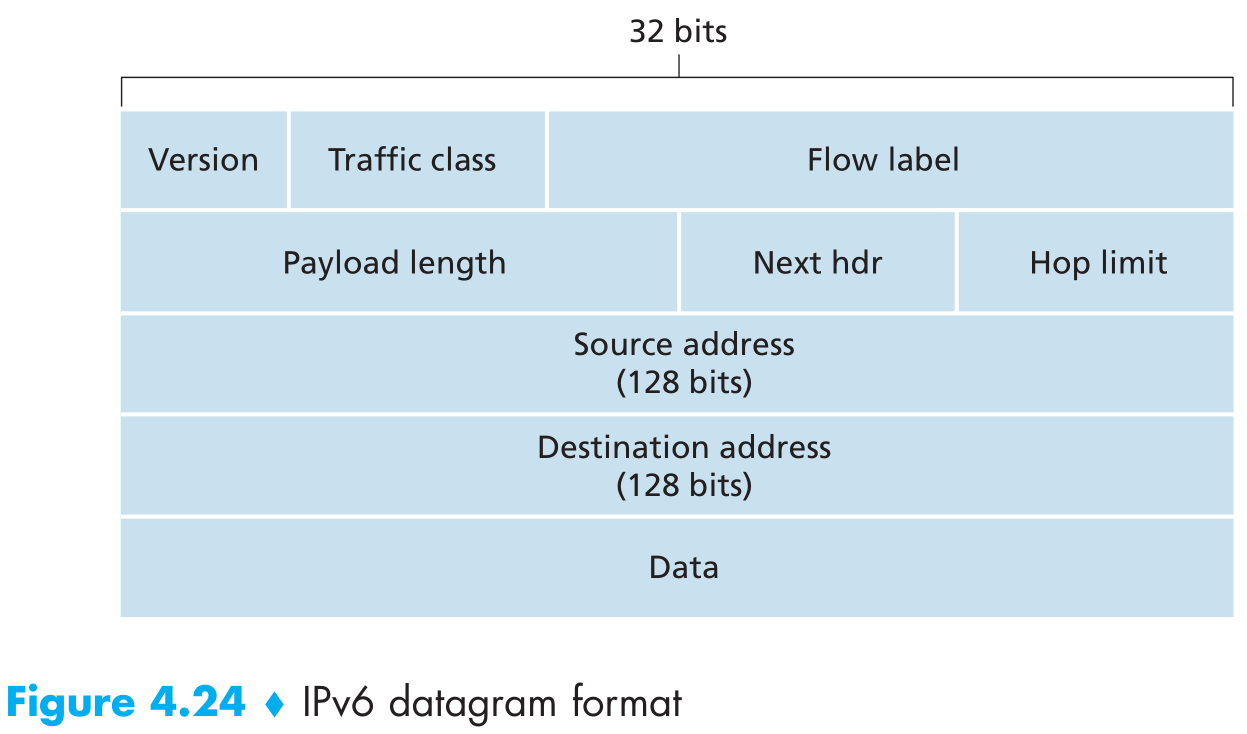 32 bits
Version Traffic class Flow label
Payload length Next hdr Hop limit
Source address
(128 bits)
Destination address
(128 bits)
Data
Figure 4.24 ♦ IPv6 datagram format